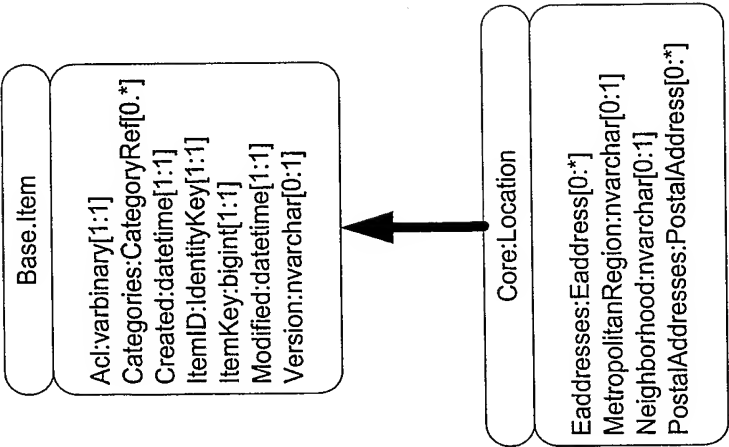 Base.Item
Acl:varbinary[1:1]
Categories:CategoryRef[0.*]
Created:datetime[1:1]
ItemID:IdentityKey[1:1]
ItemKey:bigint[1:1]
Modified:datetime[1:1]
Version:nvarchar[0:1]
Core:Location
Eaddresses:Eaddress[0:*]
MetropolitanRegion:nvarchar[0:1]
Neighborhood:nvarchar[0:1]
PostalAddresses:PostalAddress[0:*]